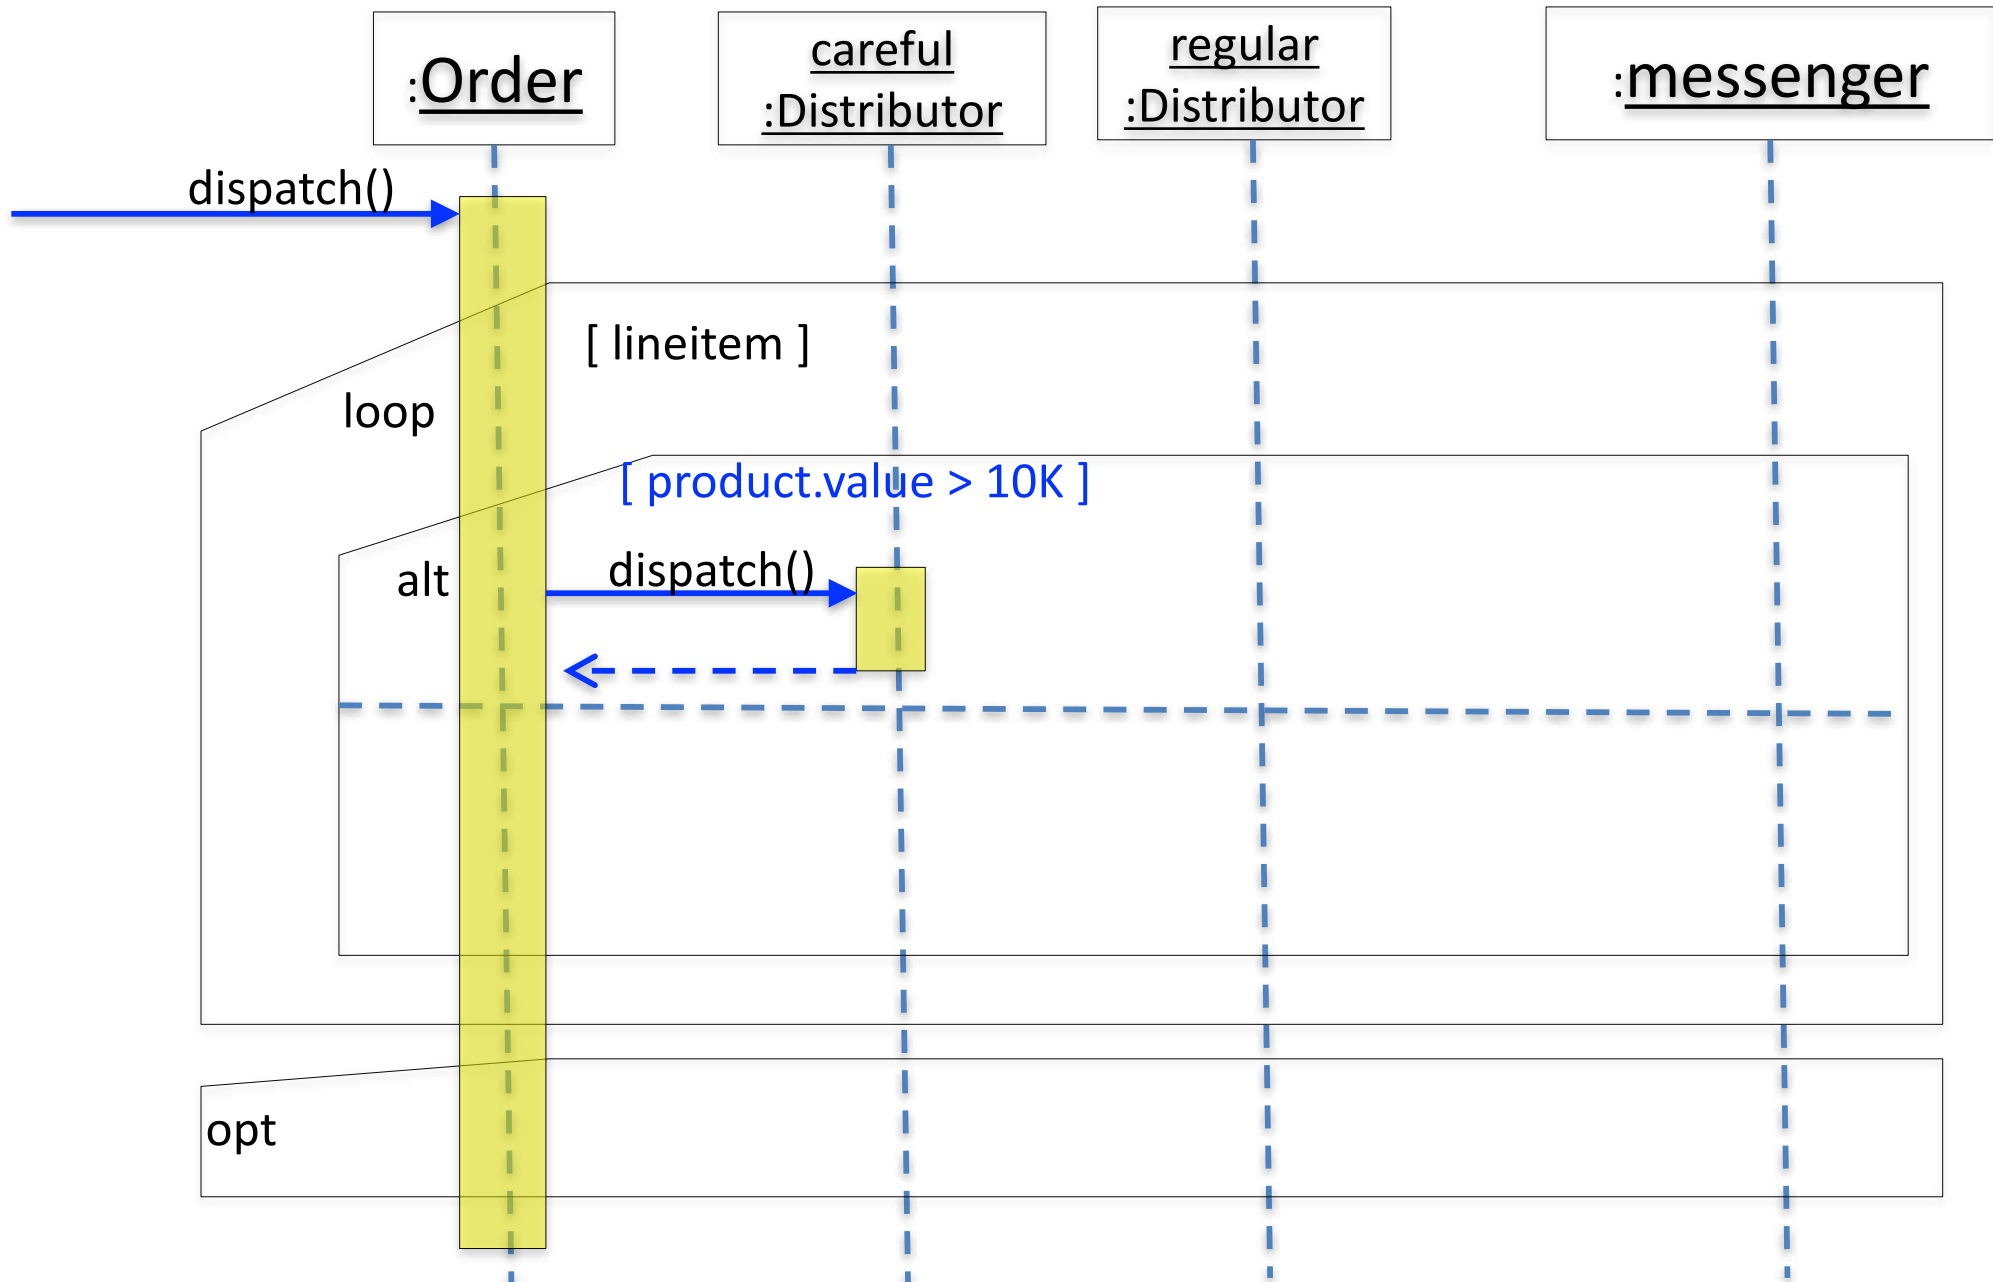 :Order
careful
:Distributor
regular
:Distributor
:messenger
dispatch()
[ lineitem ]
loop
[ product.value > 10K ]
alt
dispatch()
opt